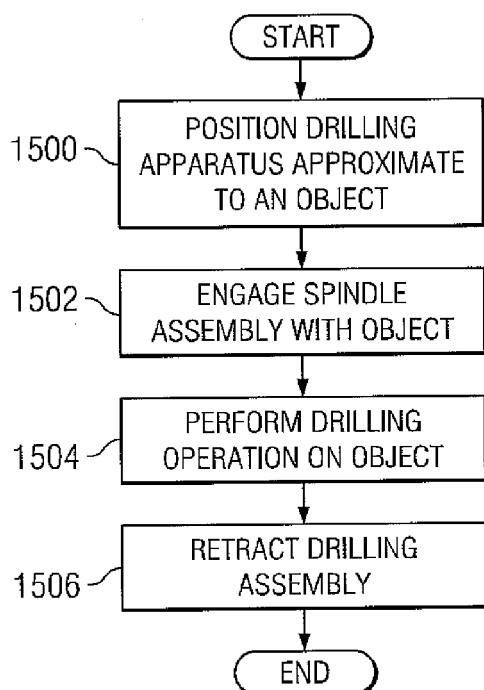 START
1500
POSITION DRILLING
APPARATUS APPROXIMATE
TO AN OBJECT
1502
ENGAGE SPINDLE
ASSEMBLY WITH OBJECT
1504
PERFORM DRILLING
OPERATION ON OBJECT
1506
RETRACT DRILLING
ASSEMBLY
END